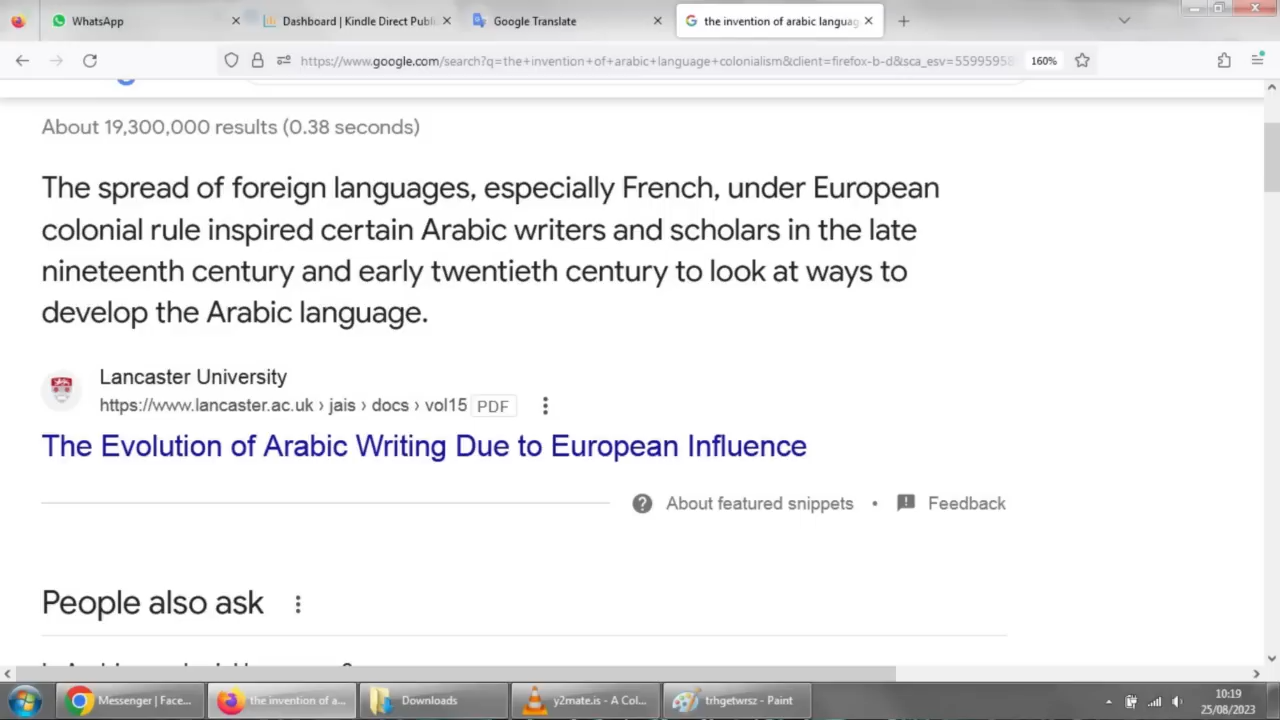 WhatsApp
Dashboard | Kindle Direct Publi
Google Translate
the invention of arabic languag
https://www.google.com/search?q=the+invention+of+arabic+language+colonialism&client=firefox-b-d&sca_esv=55995958
160%
About 19,300,000 results (0.38 seconds)
The spread of foreign languages, especially French, under European
colonial rule inspired certain Arabic writers and scholars in the late
nineteenth century and early twentieth century to look at ways to
develop the Arabic language.
Lancaster University
https://www.lancaster.ac.uk › jais › docs › vol15 PDF
The Evolution of Arabic Writing Due to European Influence
About featured snippets • Feedback
People also ask
Messenger | Face...
the invention of a...
Downloads
y2mate.is - A Col...
trhgetwrsz - Paint
10:19
25/08/2023